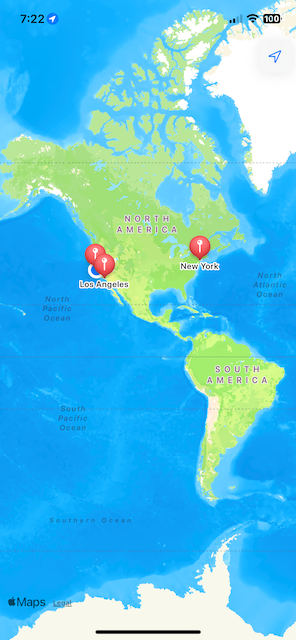 7:22
100
NORTH
AMERICA
New York
Los Angeles
North
Atlantic
Ocean
North
Pacific
Ocean
SOUTH
AMERICA
South
Pacific
Ocean
Southern Ocean
Maps Legal